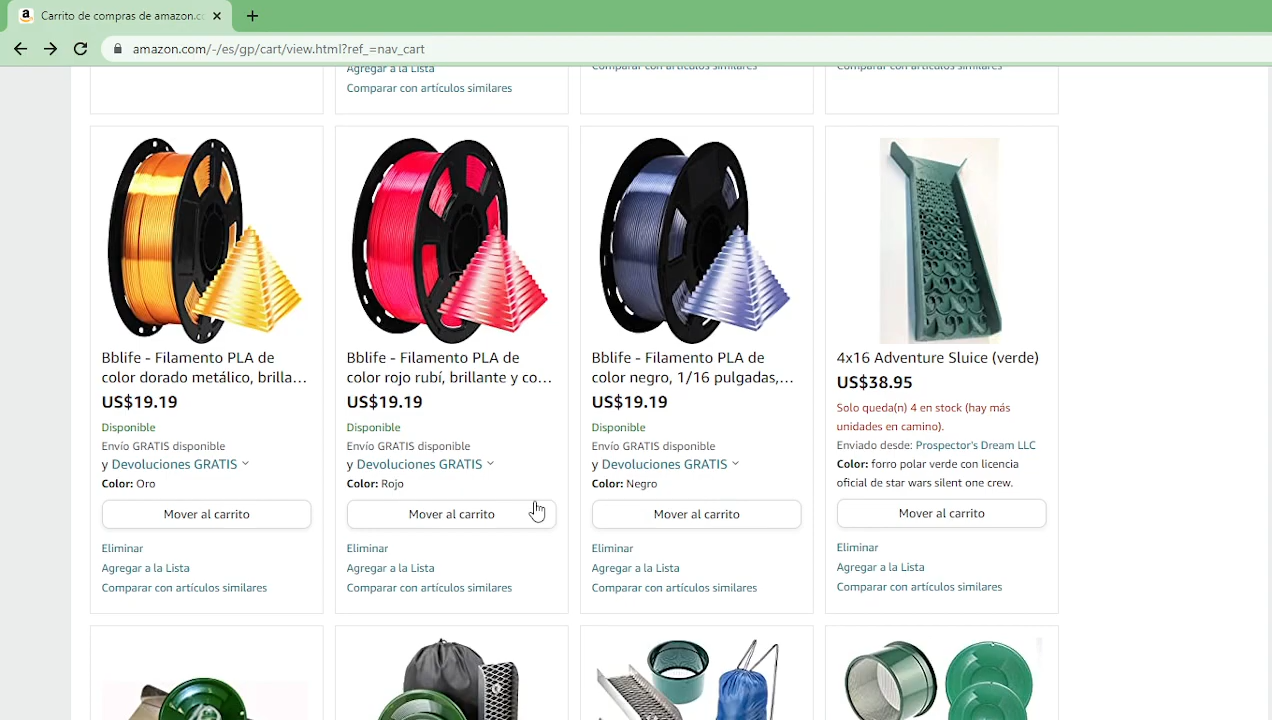 Carrito de compras de amazon.co
amazon.com/-/es/gp/cart/view.html?ref_=nav_cart
Agregar a la Lista
Comparar con artículos similares
Comparar con artículos similares
Comparar con artículos similares
Bblife - Filamento PLA de
color dorado metálico, brilla...
US$19.19
Disponible
Envío GRATIS disponible
y Devoluciones GRATIS
Color: Oro
Mover al carrito
Eliminar
Agregar a la Lista
Comparar con artículos similares
Bblife - Filamento PLA de
color rojo rubí, brillante y co...
US$19.19
Disponible
Envío GRATIS disponible
y Devoluciones GRATIS
Color: Rojo
Mover al carrito
Eliminar
Agregar a la Lista
Comparar con artículos similares
Bblife - Filamento PLA de
color negro, 1/16 pulgadas,...
US$19.19
Disponible
Envío GRATIS disponible
y Devoluciones GRATIS
Color: Negro
Mover al carrito
Eliminar
Agregar a la Lista
Comparar con artículos similares
4x16 Adventure Sluice (verde)
US$38.95
Solo queda(n) 4 en stock (hay más
unidades en camino).
Enviado desde: Prospector's Dream LLC
Color: forro polar verde con licencia
oficial de star wars silent one crew.
Mover al carrito
Eliminar
Agregar a la Lista
Comparar con artículos similares